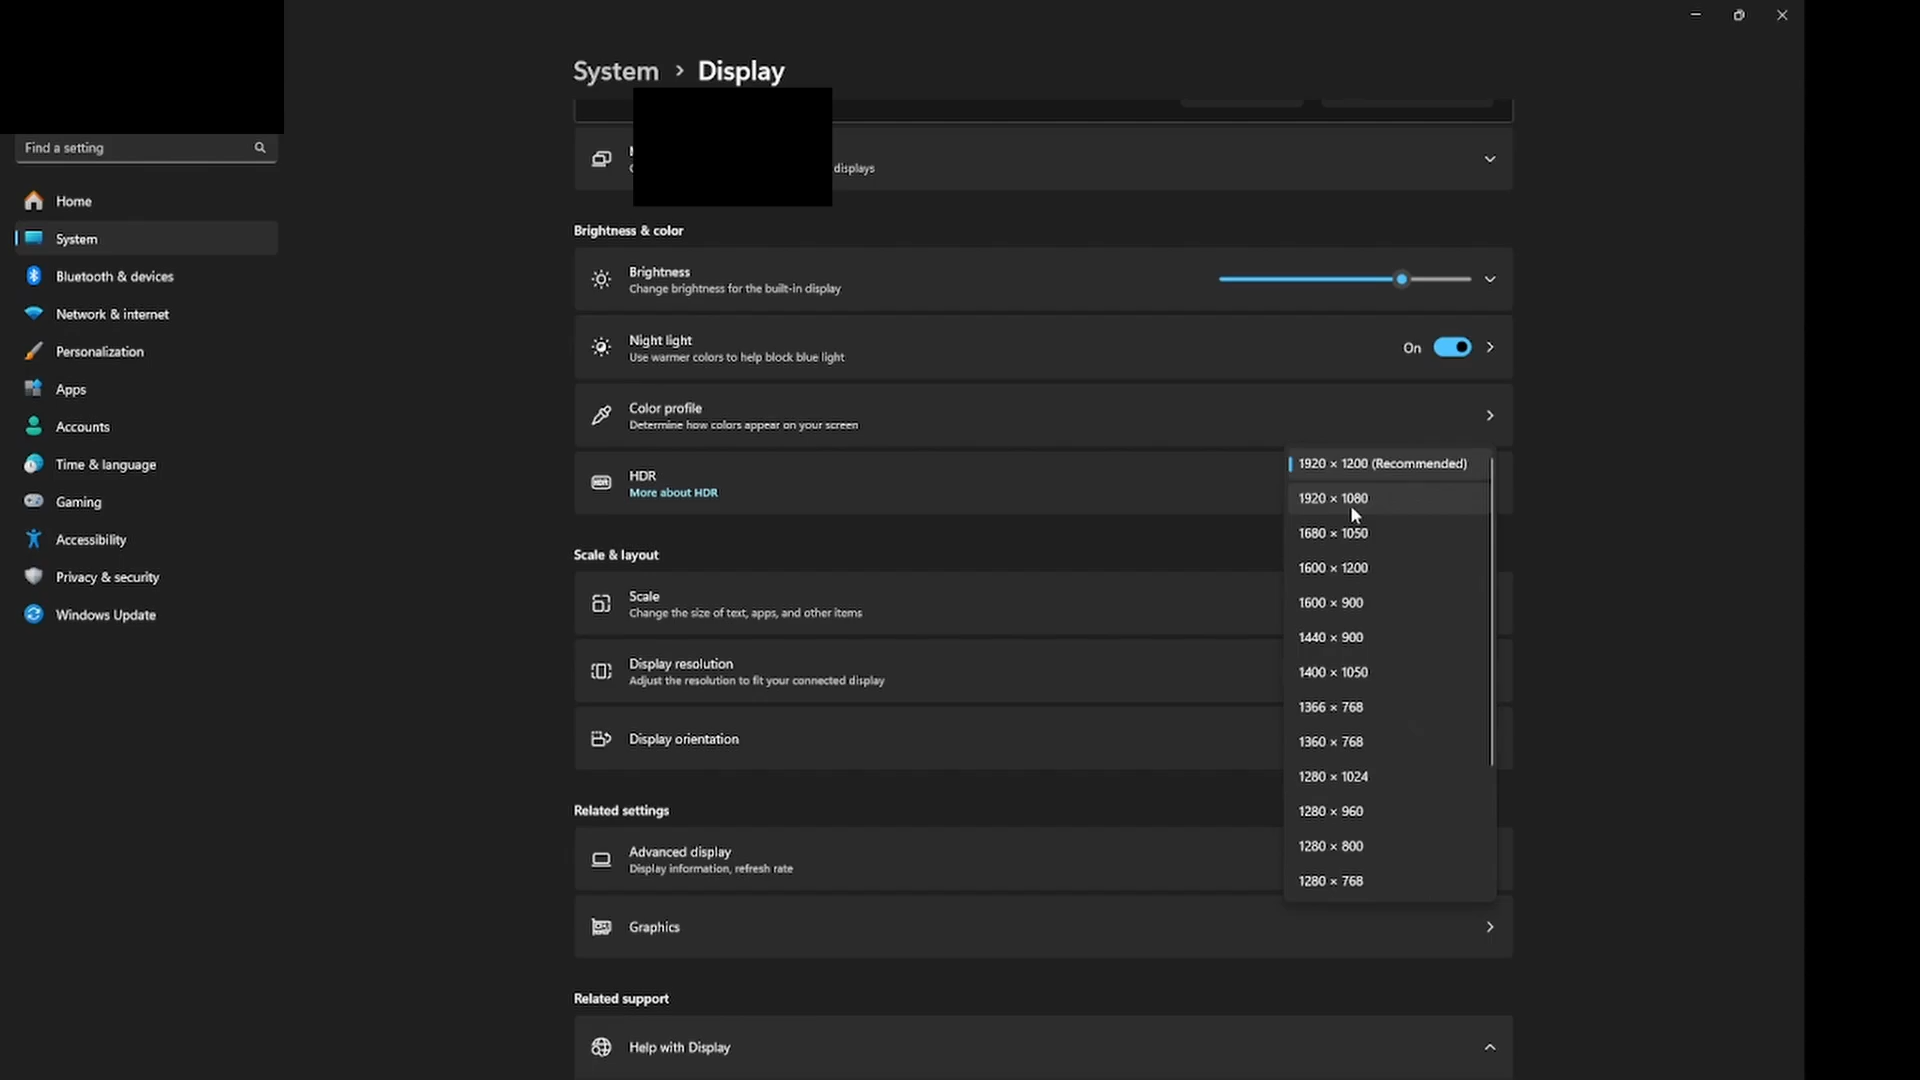 System > Display
Find a setting
displays
Home
System
Bluetooth & devices
Network & internet
Personalization
Apps
Accounts
Time & language
Gaming
Accessibility
Privacy & security
Windows Update
Brightness & color
Brightness
Change brightness for the built-in display
Night light
Use warmer colors to help block blue light
On
Color profile
Determine how colors appear on your screen
HDR
HDR
More about HDR
Scale & layout
Scale
Change the size of text, apps, and other items
Display resolution
Adjust the resolution to fit your connected display
Display orientation
1920 × 1200 (Recommended)
1920 × 1080
1680 × 1050
1600 × 1200
1600 × 900
1440 × 900
1400 × 1050
1366 × 768
1360 × 768
1280 × 1024
1280 × 960
1280 × 800
1280 × 768
Related settings
Advanced display
Display information, refresh rate
Graphics
Related support
Help with Display